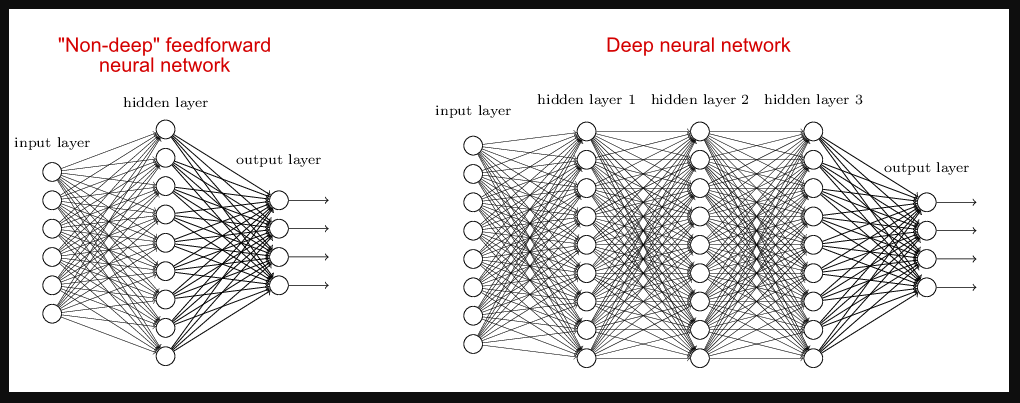 "Non-deep" feedforward
neural network
hidden layer
input layer
output layer
Deep neural network
hidden layer 1
hidden layer 2
hidden layer 3
input layer
output layer